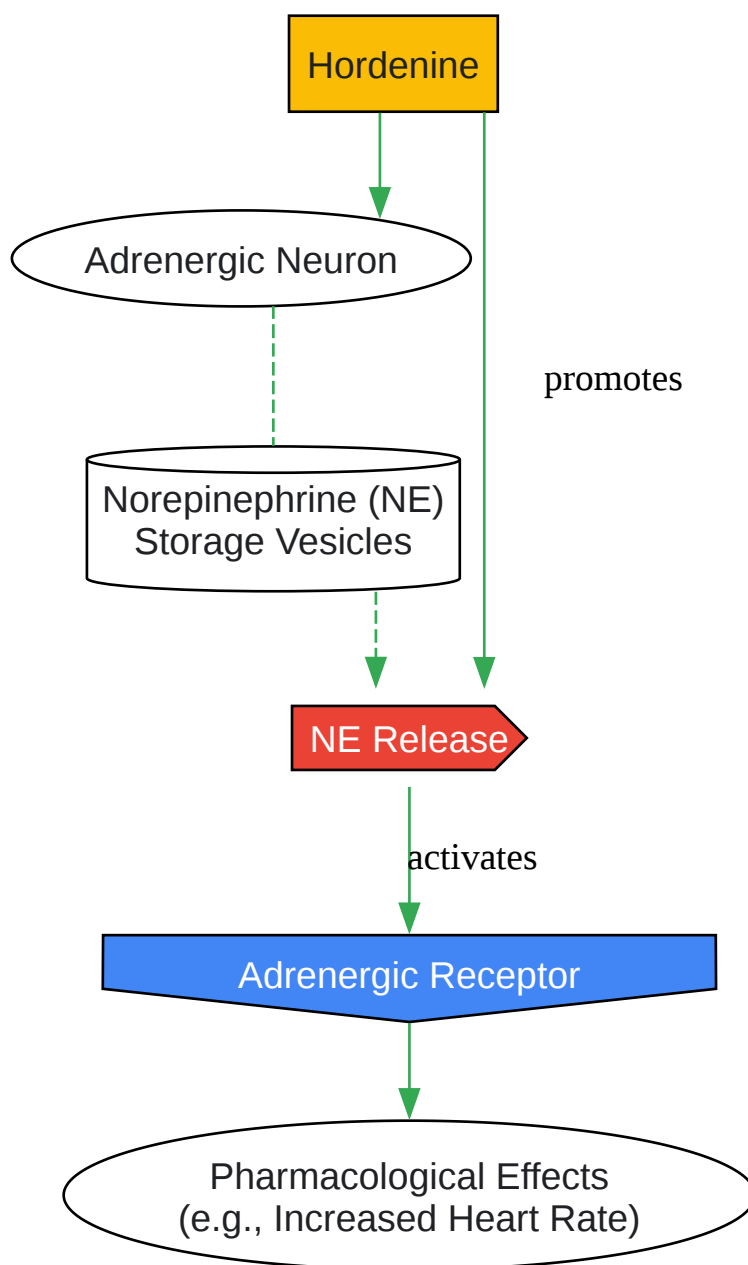 Hordenine
Adrenergic Neuron
promotes
Norepinephrine (NE)
Storage Vesicles
NE Release
activates
Adrenergic Receptor
Pharmacological Effects
(e.g., Increased Heart Rate)